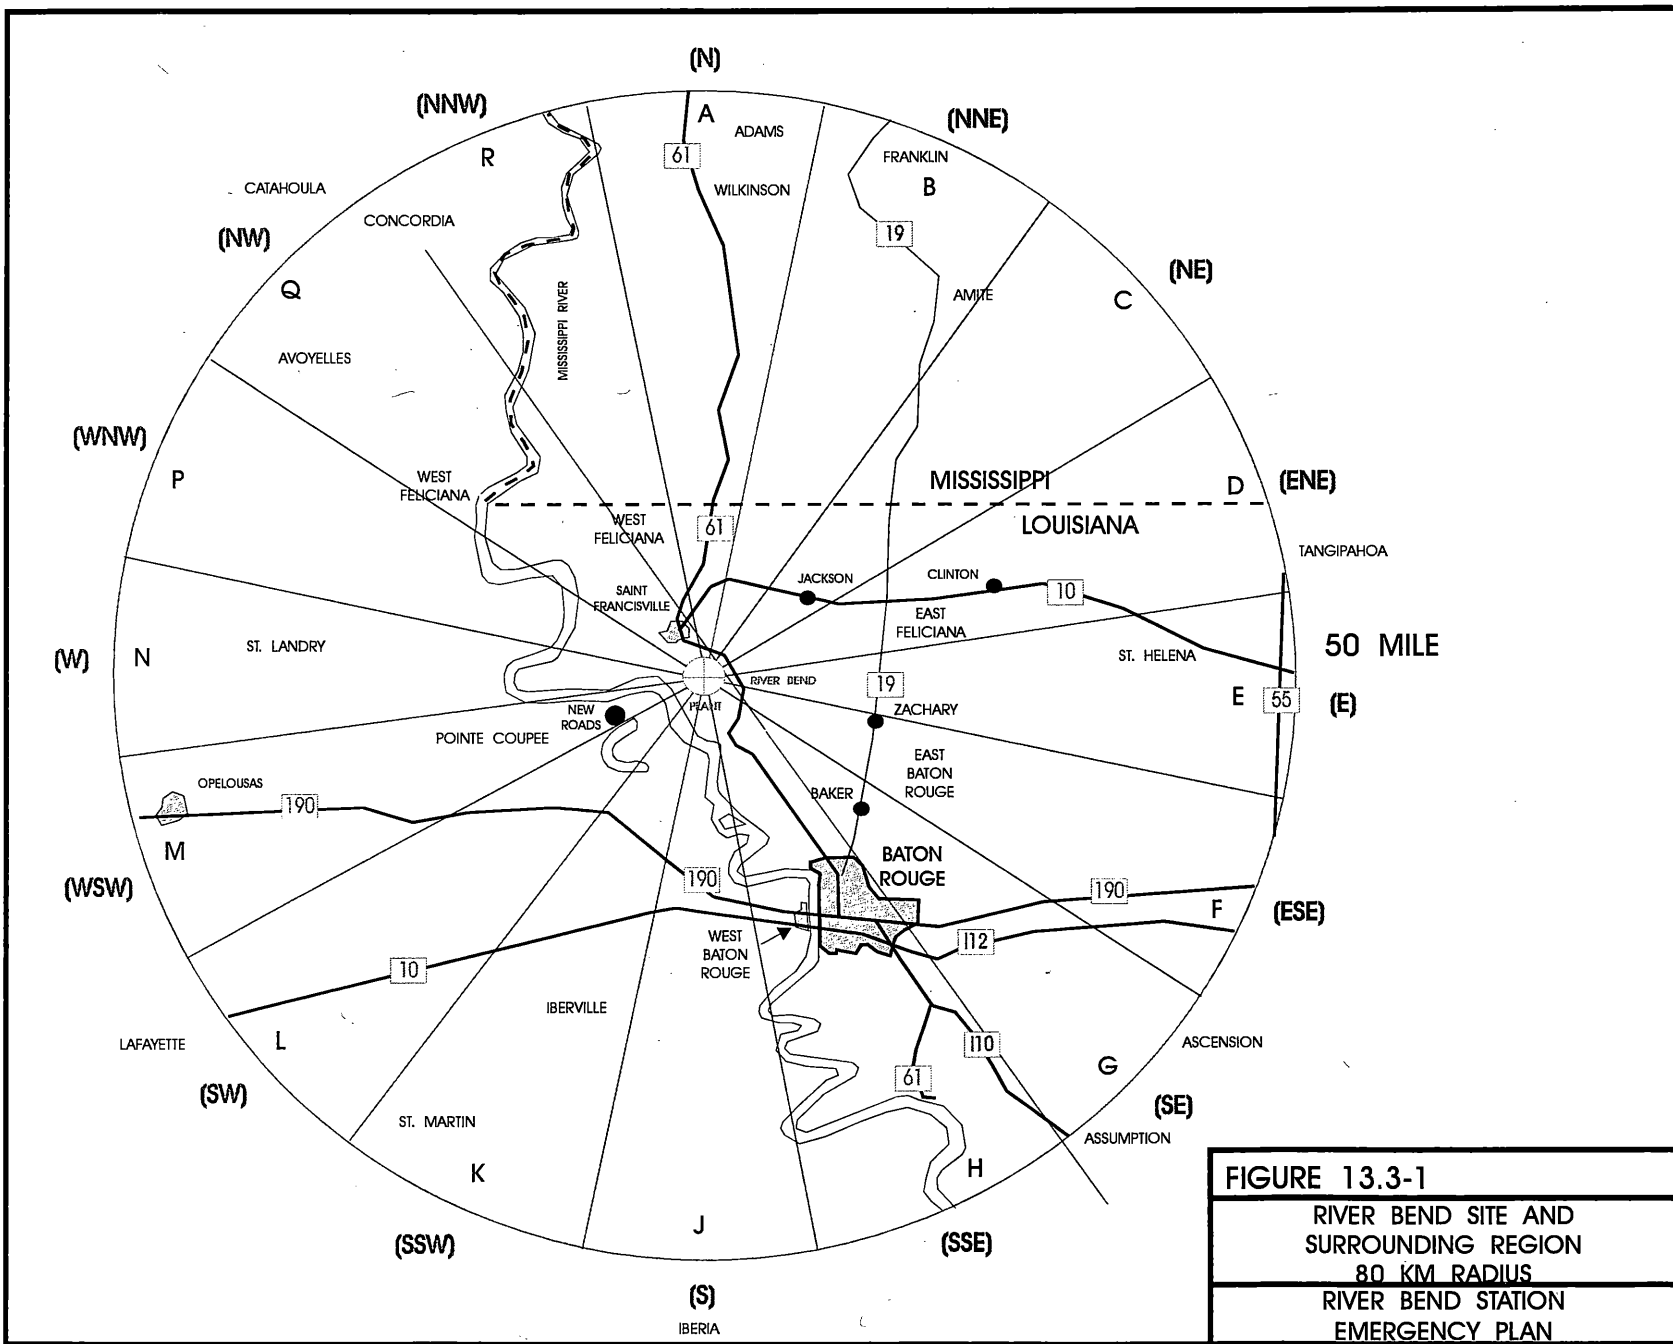 (N)
(NNW)
A
ADAMS
(NNE)
61
R
FRANKLIN
B
CATAHOULA
WILKINSON
CONCORDIA
(NW)
19
(NE)
Q
MISSISSIPPI RIVER
AMITE
C
AVOYELLES
(WNW)
P
WEST
FELICIANA
MISSISSIPPI
D
(ENE)
WEST
FELICIANA
61
LOUISIANA
TANGIPAHOA
SAINT
FRANCISVILLE
JACKSON
CLINTON
10
EAST
FELICIANA
(W)
N
ST. LANDRY
ST. HELENA
50 MILE
RIVER BEND
19
E
55
(E)
PLANT
NEW
ROADS
ZACHARY
POINTE COUPEE
EAST
BATON
ROUGE
OPELOUSAS
190
BAKER
M
BATON
ROUGE
(WSW)
190
190
F
(ESE)
WEST
BATON
ROUGE
I12
10
IBERVILLE
LAFAYETTE
L
I10
ASCENSION
G
61
(SW)
(SE)
ST. MARTIN
ASSUMPTION
K
H
J
(SSW)
(SSE)
(S)
IBERIA
FIGURE 13.3-1
RIVER BEND SITE AND
SURROUNDING REGION
80 KM RADIUS
RIVER BEND STATION
EMERGENCY PLAN